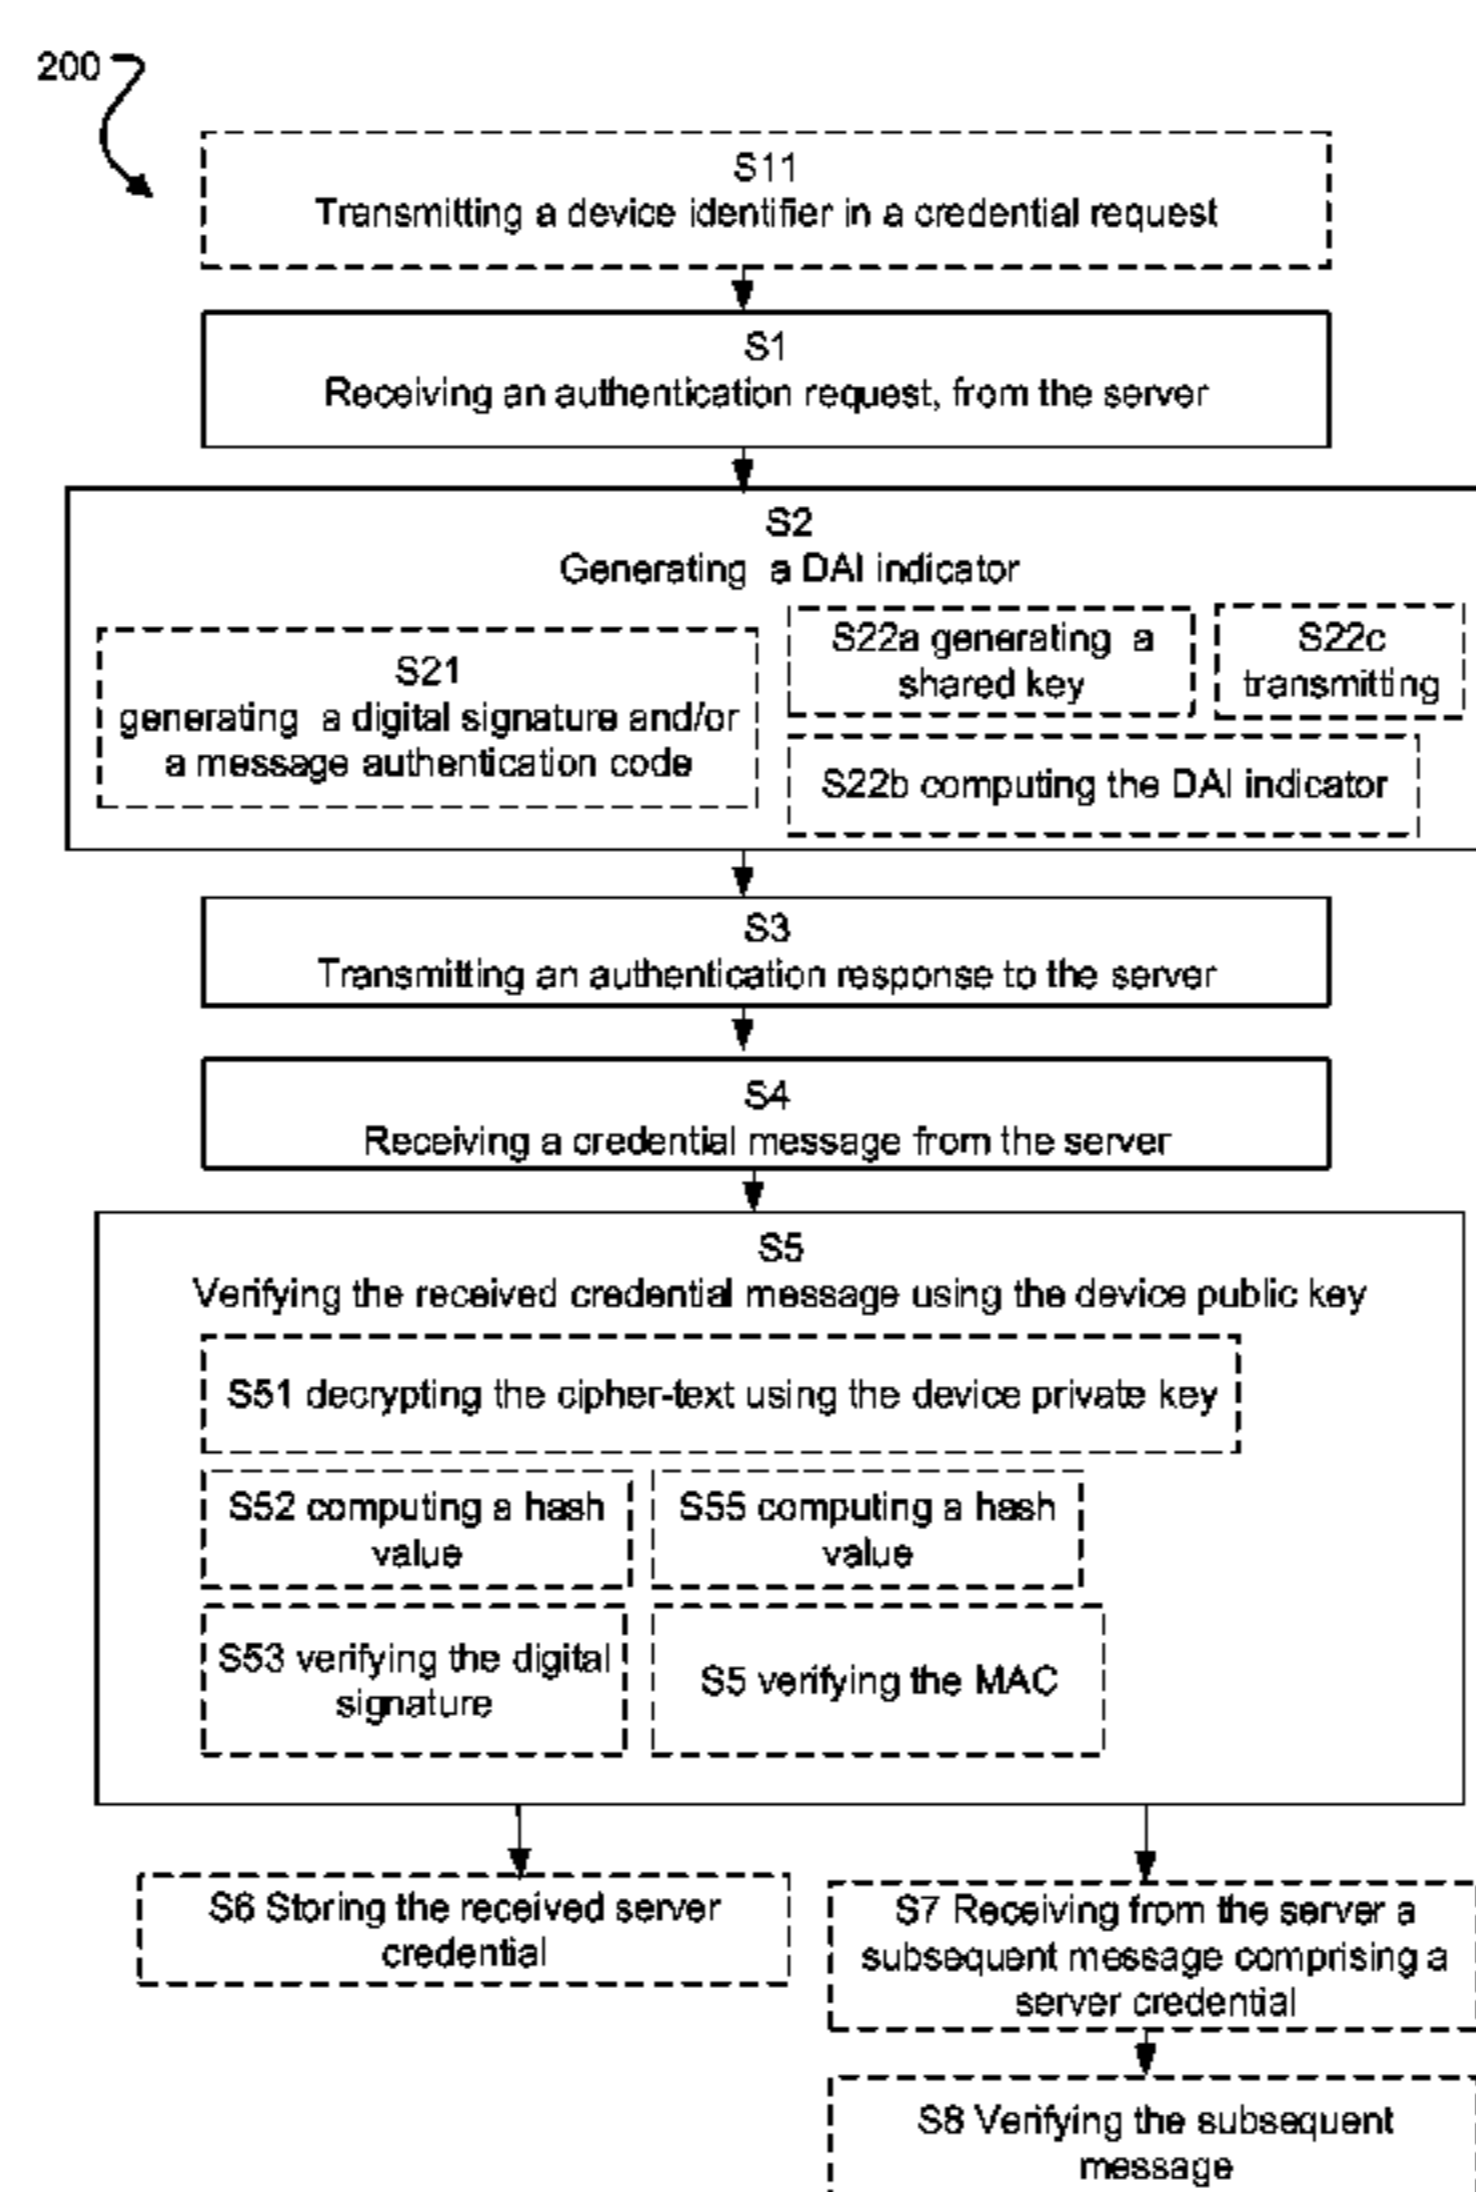 200
S11
Transmitting a device identifier in a credential request
S1
Receiving an authentication request, from the server
S2
Generating a DAI indicator
S21
generating a digital signature and/or
a message authentication code
S22a generating a
shared key
S22c
transmitting
S22b computing the DAI indicator
S3
Transmitting an authentication response to the server
S4
Receiving a credential message from the server
S5
Verifying the received credential message using the device public key
S51 decrypting the cipher-text using the device private key
S52 computing a hash
value
S55 computing a hash
value
S53 verifying the digital
signature
S5 verifying the MAC
S6 Storing the received server
credential
S7 Receiving from the server a
subsequent message comprising a
server credential
S8 Verifying the subsequent
message